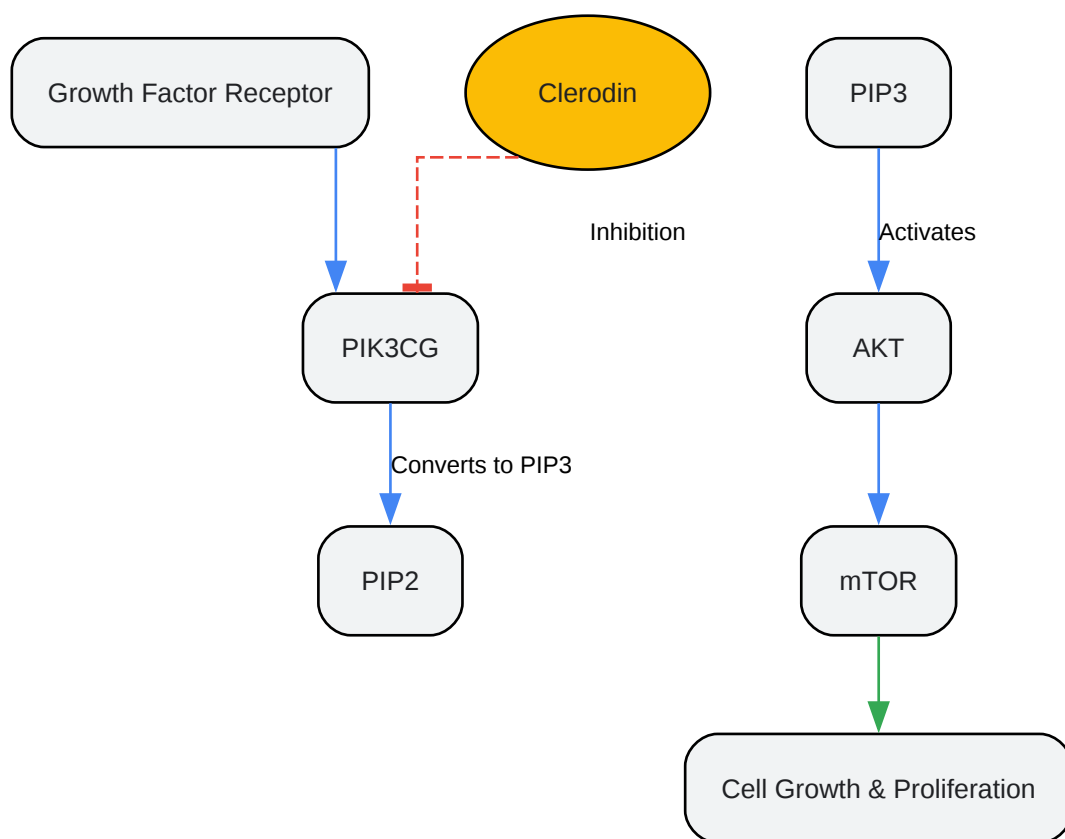 Growth Factor Receptor
Clerodin
PIP3
Inhibition
Activates
PIK3CG
AKT
Converts to PIP3
PIP2
mTOR
Cell Growth & Proliferation